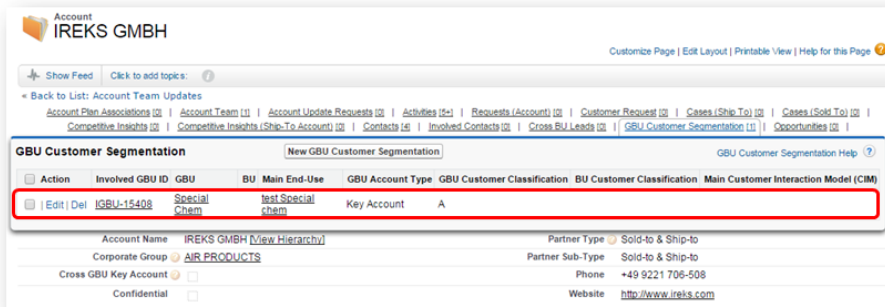 Account
IREKS GMBH
Customize Page | Edit Layout | Printable View | Help for this Page ?
Show Feed Click to add topics: i
« Back to List: Account Team Updates
Account Plan Associations [0] | Account Team [1] | Account Update Requests [0] | Activities [5+] | Requests (Account) [0] | Customer Request [0] | Cases (Ship To) [0] | Cases (Sold To) [0] |
Competitive Insights [0] | Competitive Insights (Ship-To Account) [0] | Contacts [4] | Involved Contacts [0] | Cross BU Leads [0] | GBU Customer Segmentation [1] | Opportunities [0] |
GBU Customer Segmentation New GBU Customer Segmentation GBU Customer Segmentation Help ?
Action Involved GBU ID GBU BU Main End-Use GBU Account Type GBU Customer Classification BU Customer Classification Main Customer Interaction Model (CIM)
| Edit | Del IGBU-15408 Special Chem test Special chem Key Account A
Account Name IREKS GMBH [View Hierarchy] Partner Type Sold-to & Ship-to
Corporate Group AIR PRODUCTS Partner Sub-Type Sold-to & Ship-to
Cross GBU Key Account Phone +49 9221 706-508
Confidential Website http://www.ireks.com